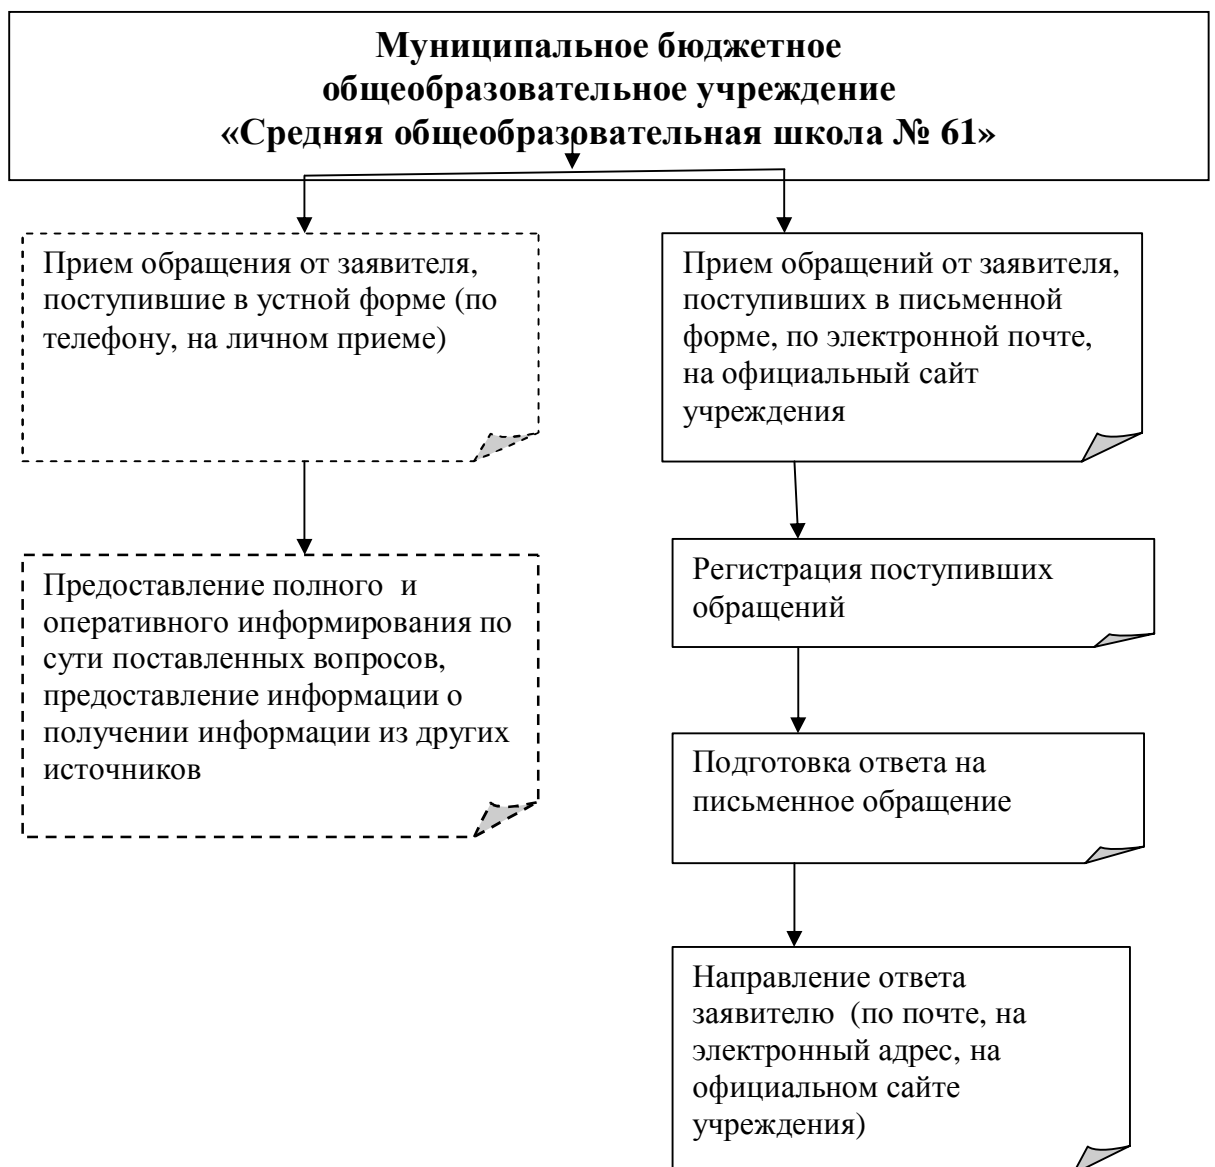 Муниципальное бюджетное
общеобразовательное учреждение
«Средняя общеобразовательная школа № 61»
Прием обращения от заявителя,
поступившие в устной форме (по
телефону, на личном приеме)
Предоставление полного и
оперативного информирования по
сути поставленных вопросов,
предоставление информации о
получении информации из других
источников
Прием обращений от заявителя,
поступивших в письменной
форме, по электронной почте,
на официальный сайт
учреждения
Регистрация поступивших
обращений
Подготовка ответа на
письменное обращение
Направление ответа
заявителю (по почте, на
электронный адрес, на
официальном сайте
учреждения)